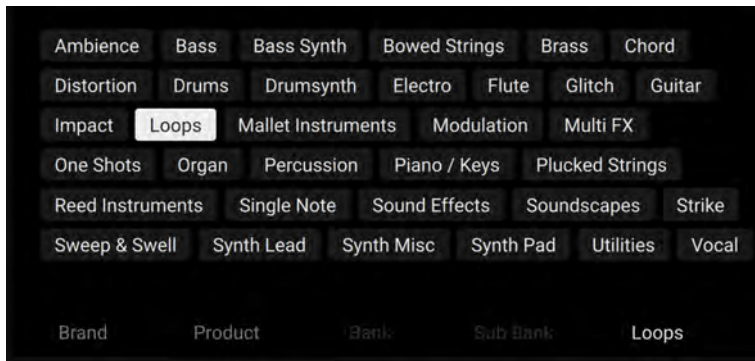 Ambience Bass Bass Synth Bowed Strings Brass Chord
Distortion Drums Drumsynth Electro Flute Glitch Guitar
Impact Loops Mallet Instruments Modulation Multi FX
One Shots Organ Percussion Piano / Keys Plucked Strings
Reed Instruments Single Note Sound Effects Soundscapes Strike
Sweep & Swell Synth Lead Synth Misc Synth Pad Utilities Vocal
Brand Product Bank Sub Bank Loops